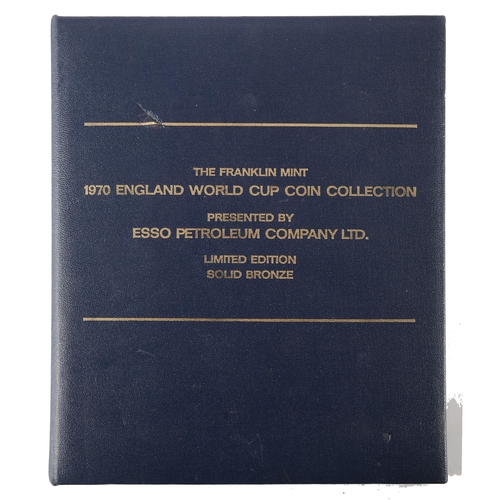 THE FRANKLIN MINT
1970 ENGLAND WORLD CUP COIN COLLECTION
PRESENTED BY
ESSO PETROLEUM COMPANY LTD.
LIMITED EDITION
SOLID BRONZE